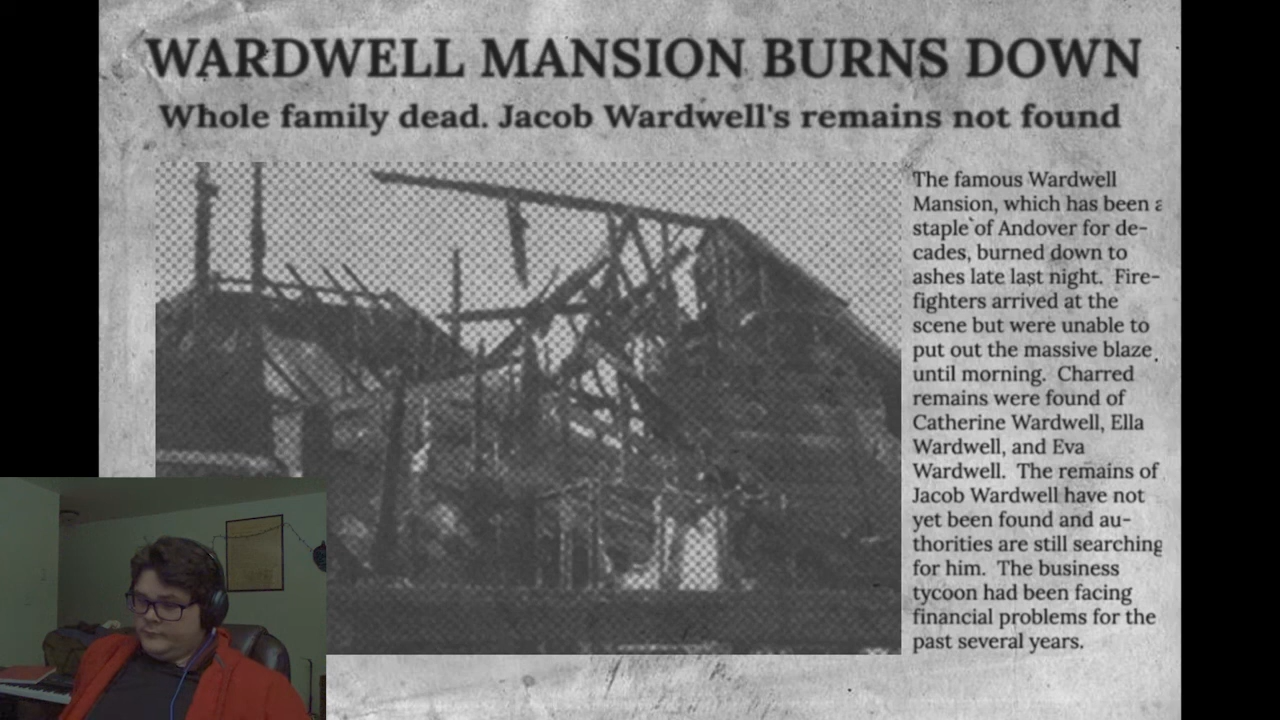 WARDWELL MANSION BURNS DOWN
Whole family dead. Jacob Wardwell's remains not found
The famous Wardwell
Mansion, which has been a
staple of Andover for de-
cades, burned down to
ashes late last night. Fire-
fighters arrived at the
scene but were unable to
put out the massive blaze
until morning. Charred
remains were found of
Catherine Wardwell, Ella
Wardwell, and Eva
Wardwell. The remains of
Jacob Wardwell have not
yet been found and au-
thorities are still searching
for him. The business
tycoon had been facing
financial problems for the
past several years.